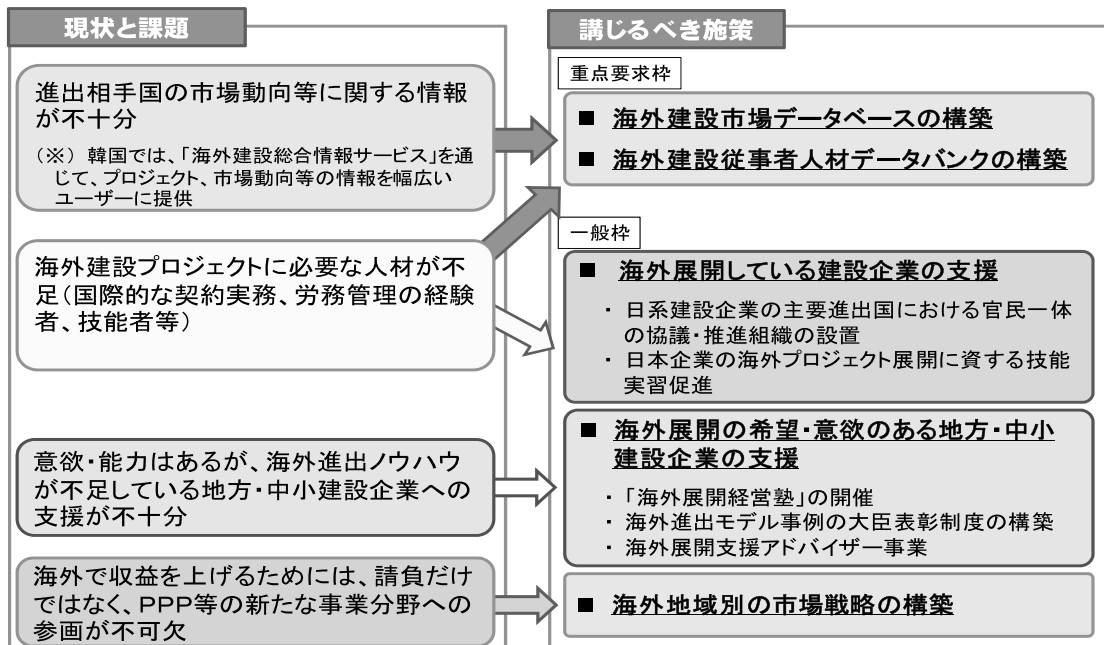 現状と課題
進出相手国の市場動向等に関する情報
が不十分
（※） 韓国では、「海外建設総合情報サービス」を通
じて、プロジェクト、市場動向等の情報を幅広い
ユーザーに提供
海外建設プロジェクトに必要な人材が不
足（国際的な契約実務、労務管理の経験
者、技能者等）
意欲・能力はあるが、海外進出ノウハウ
が不足している地方・中小建設企業への
支援が不十分
海外で収益を上げるためには、請負だけ
ではなく、PPP等の新たな事業分野への
参画が不可欠
講じるべき施策
重点要求枠
■ 海外建設市場データベースの構築
■ 海外建設従事者人材データバンクの構築
一般枠
■ 海外展開している建設企業の支援
・ 日系建設企業の主要進出国における官民一体
の協議・推進組織の設置
・ 日本企業の海外プロジェクト展開に資する技能
実習促進
■ 海外展開の希望・意欲のある地方・中小
建設企業の支援
・ 「海外展開経営塾」の開催
・ 海外進出モデル事例の大臣表彰制度の構築
・ 海外展開支援アドバイザー事業
■ 海外地域別の市場戦略の構築